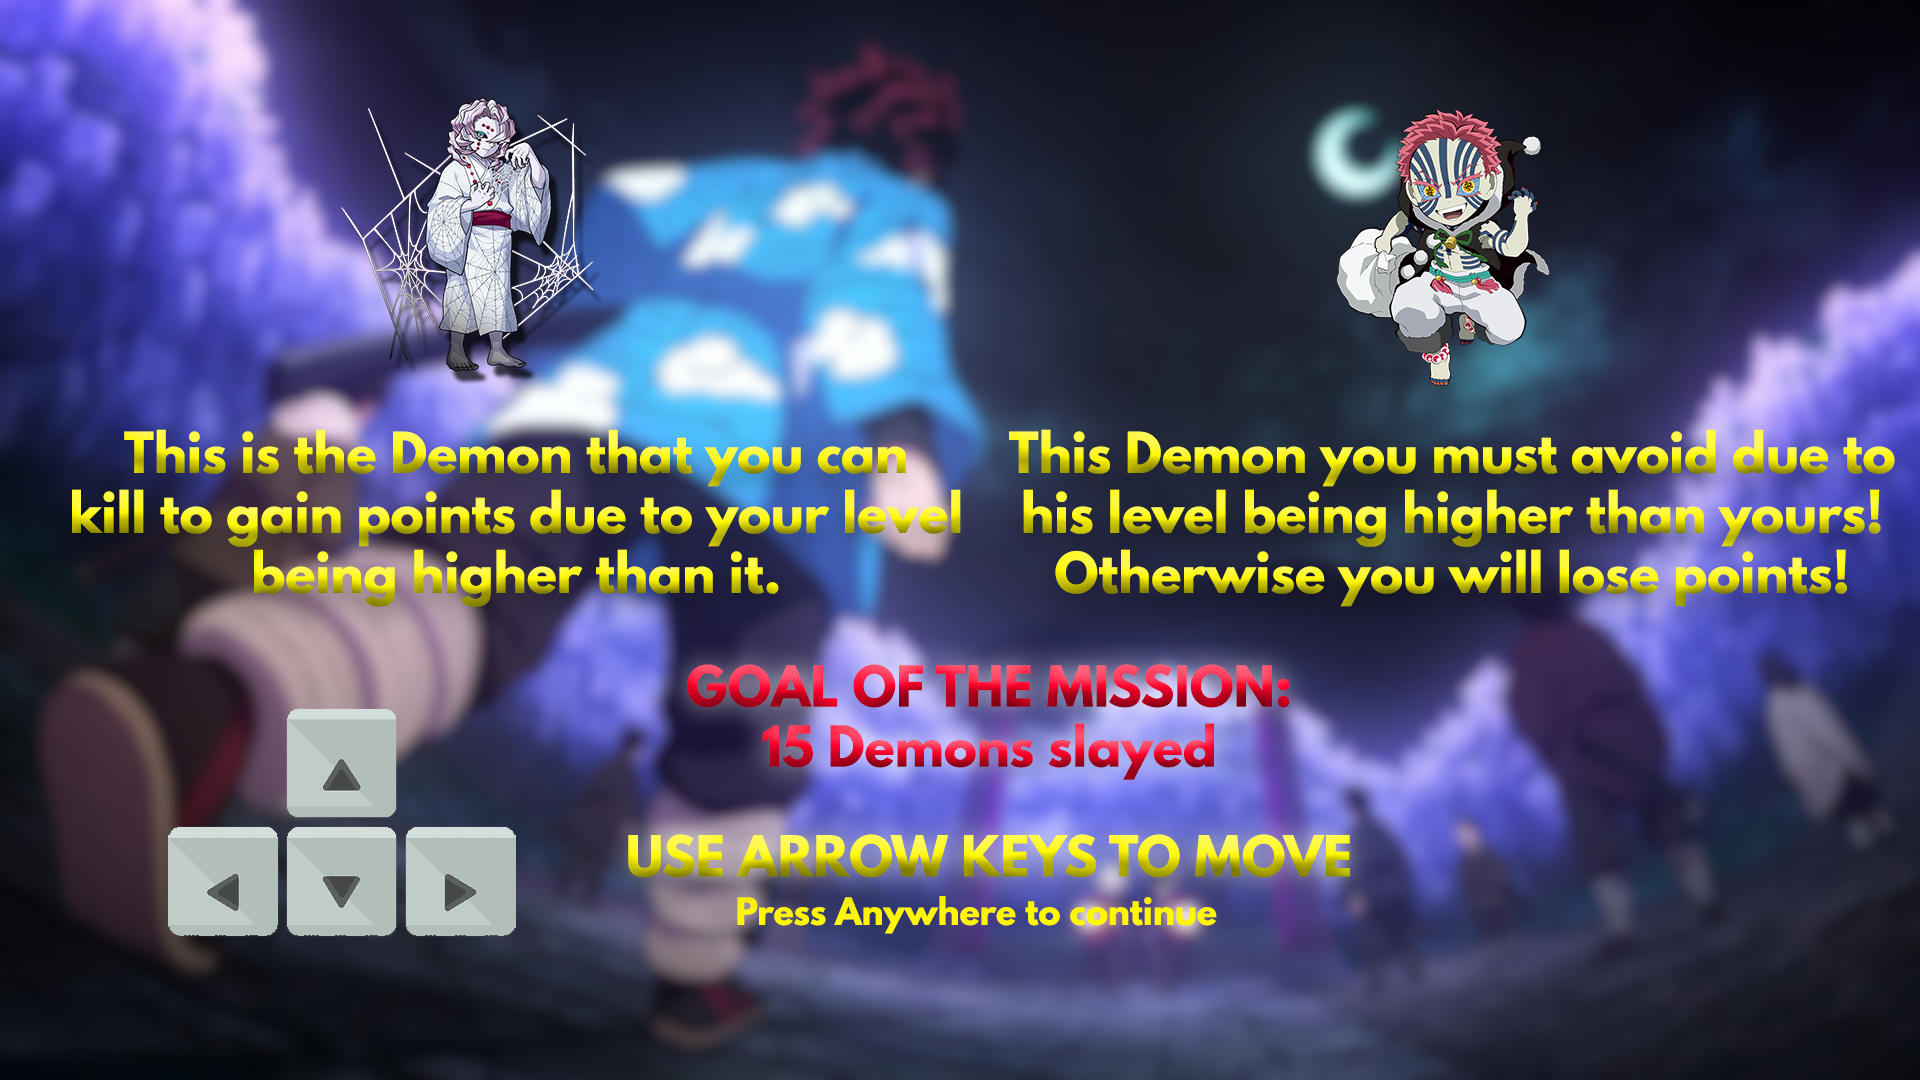 This is the Demon that you can
kill to gain points due to your level
being higher than it.
This Demon you must avoid due to
his level being higher than yours!
Otherwise you will lose points!
GOAL OF THE MISSION:
15 Demons slayed
USE ARROW KEYS TO MOVE
Press Anywhere to continue